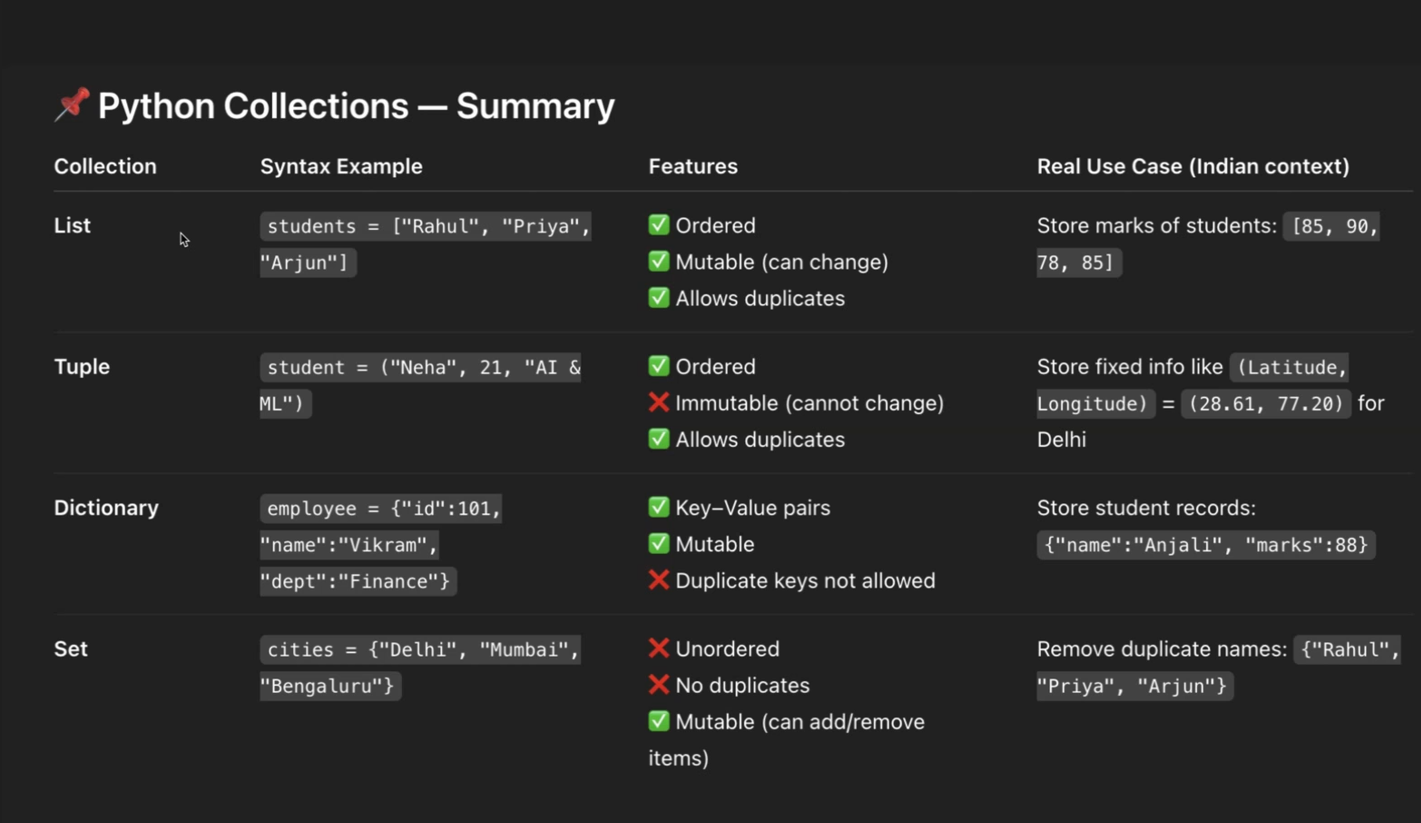 📌 Python Collections — Summary
Collection Syntax Example Features Real Use Case (Indian context)
List
students = ["Rahul", "Priya",
"Arjun"]
✅ Ordered
✅ Mutable (can change)
✅ Allows duplicates
Store marks of students: [85, 90,
78, 85]
Tuple
student = ("Neha", 21, "AI &
ML")
✅ Ordered
❌ Immutable (cannot change)
✅ Allows duplicates
Store fixed info like (Latitude,
Longitude) = (28.61, 77.20) for
Delhi
Dictionary
employee = {"id":101,
"name":"Vikram",
"dept":"Finance"}
✅ Key–Value pairs
✅ Mutable
❌ Duplicate keys not allowed
Store student records:
{"name":"Anjali", "marks":88}
Set
cities = {"Delhi", "Mumbai",
"Bengaluru"}
❌ Unordered
❌ No duplicates
✅ Mutable (can add/remove
items)
Remove duplicate names: {"Rahul",
"Priya", "Arjun"}